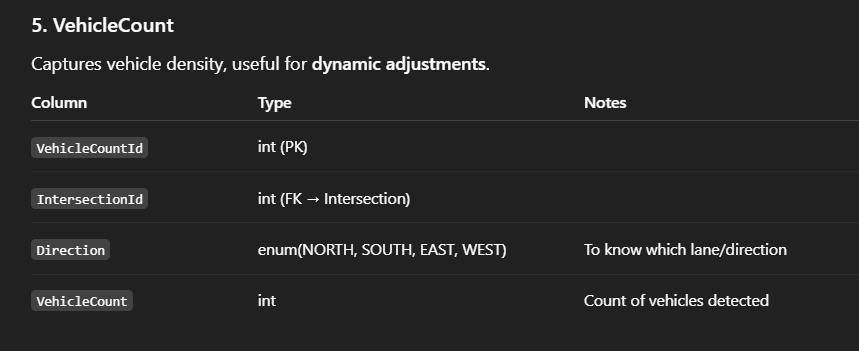 5. VehicleCount
Captures vehicle density, useful for dynamic adjustments.
Column Type Notes
VehicleCountId int (PK)
IntersectionId int (FK → Intersection)
Direction enum(NORTH, SOUTH, EAST, WEST) To know which lane/direction
VehicleCount int Count of vehicles detected